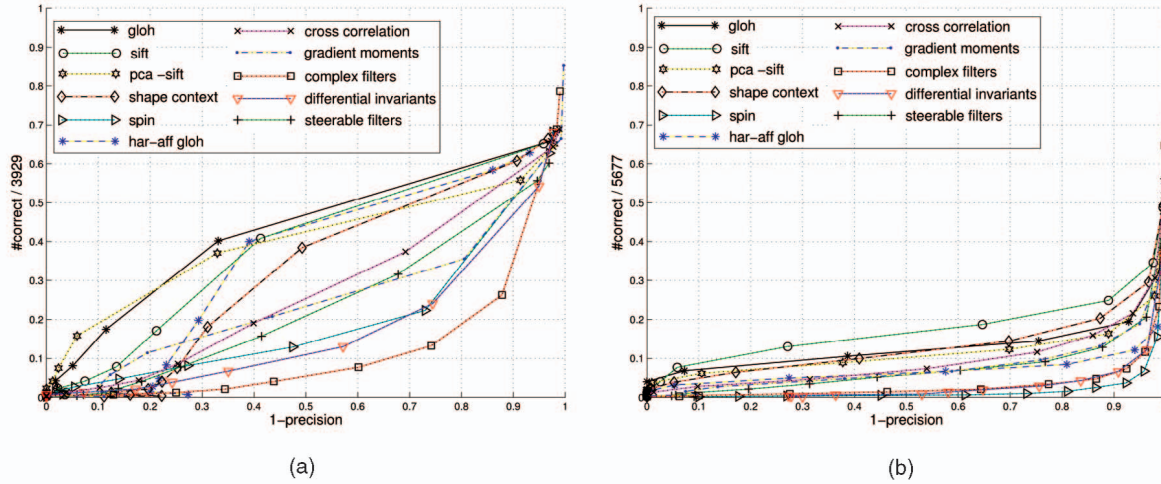 gloh
sift
pca -sift
shape context
spin
har-aff gloh
cross correlation
gradient moments
complex filters
differential invariants
steerable filters
1
0.9
0.8
0.7
0.6
0.5
0.4
0.3
0.2
0.1
0
#correct / 3929
0 0.1 0.2 0.3 0.4 0.5 0.6 0.7 0.8 0.9 1
1-precision
(a)
gloh
sift
pca -sift
shape context
spin
har-aff gloh
cross correlation
gradient moments
complex filters
differential invariants
steerable filters
1
0.9
0.8
0.7
0.6
0.5
0.4
0.3
0.2
0.1
0
#correct / 5677
0 0.1 0.2 0.3 0.4 0.5 0.6 0.7 0.8 0.9
1-precision
(b)